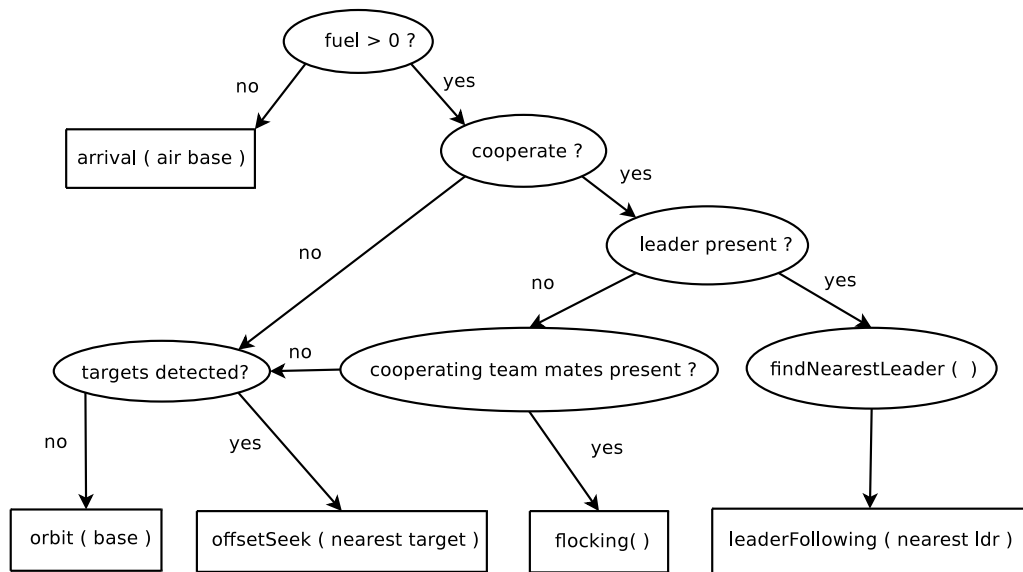 fuel > 0 ?
no
yes
arrival ( air base )
cooperate ?
yes
no
leader present ?
no
yes
targets detected?
no
cooperating team mates present ?
findNearestLeader (  )
no
yes
yes
orbit ( base )
offsetSeek ( nearest target )
flocking( )
leaderFollowing ( nearest ldr )